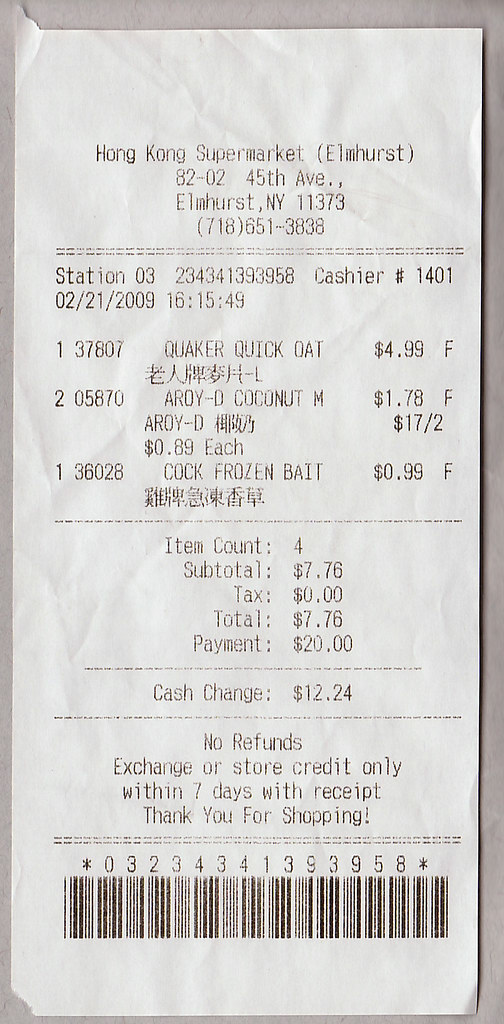 Hong Kong Supermarket (Elmhurst)
82-02 45th Ave.,
Elmhurst,NY 11373
(718)651-3838
Station 03 234341393958 Cashier # 1401
02/21/2009 16:15:49
1 37807 QUAKER QUICK OAT $4.99 F
老人牌麥片-L
2 05870 AROY-D COCONUT M $1.78 F
AROY-D 椰奶 $17/2
$0.89 Each
1 36028 COCK FROZEN BAIT $0.99 F
雞牌急凍香草
Item Count: 4
Subtotal: $7.76
Tax: $0.00
Total: $7.76
Payment: $20.00
Cash Change: $12.24
No Refunds
Exchange or store credit only
within 7 days with receipt
Thank You For Shopping!
*03234341393958*